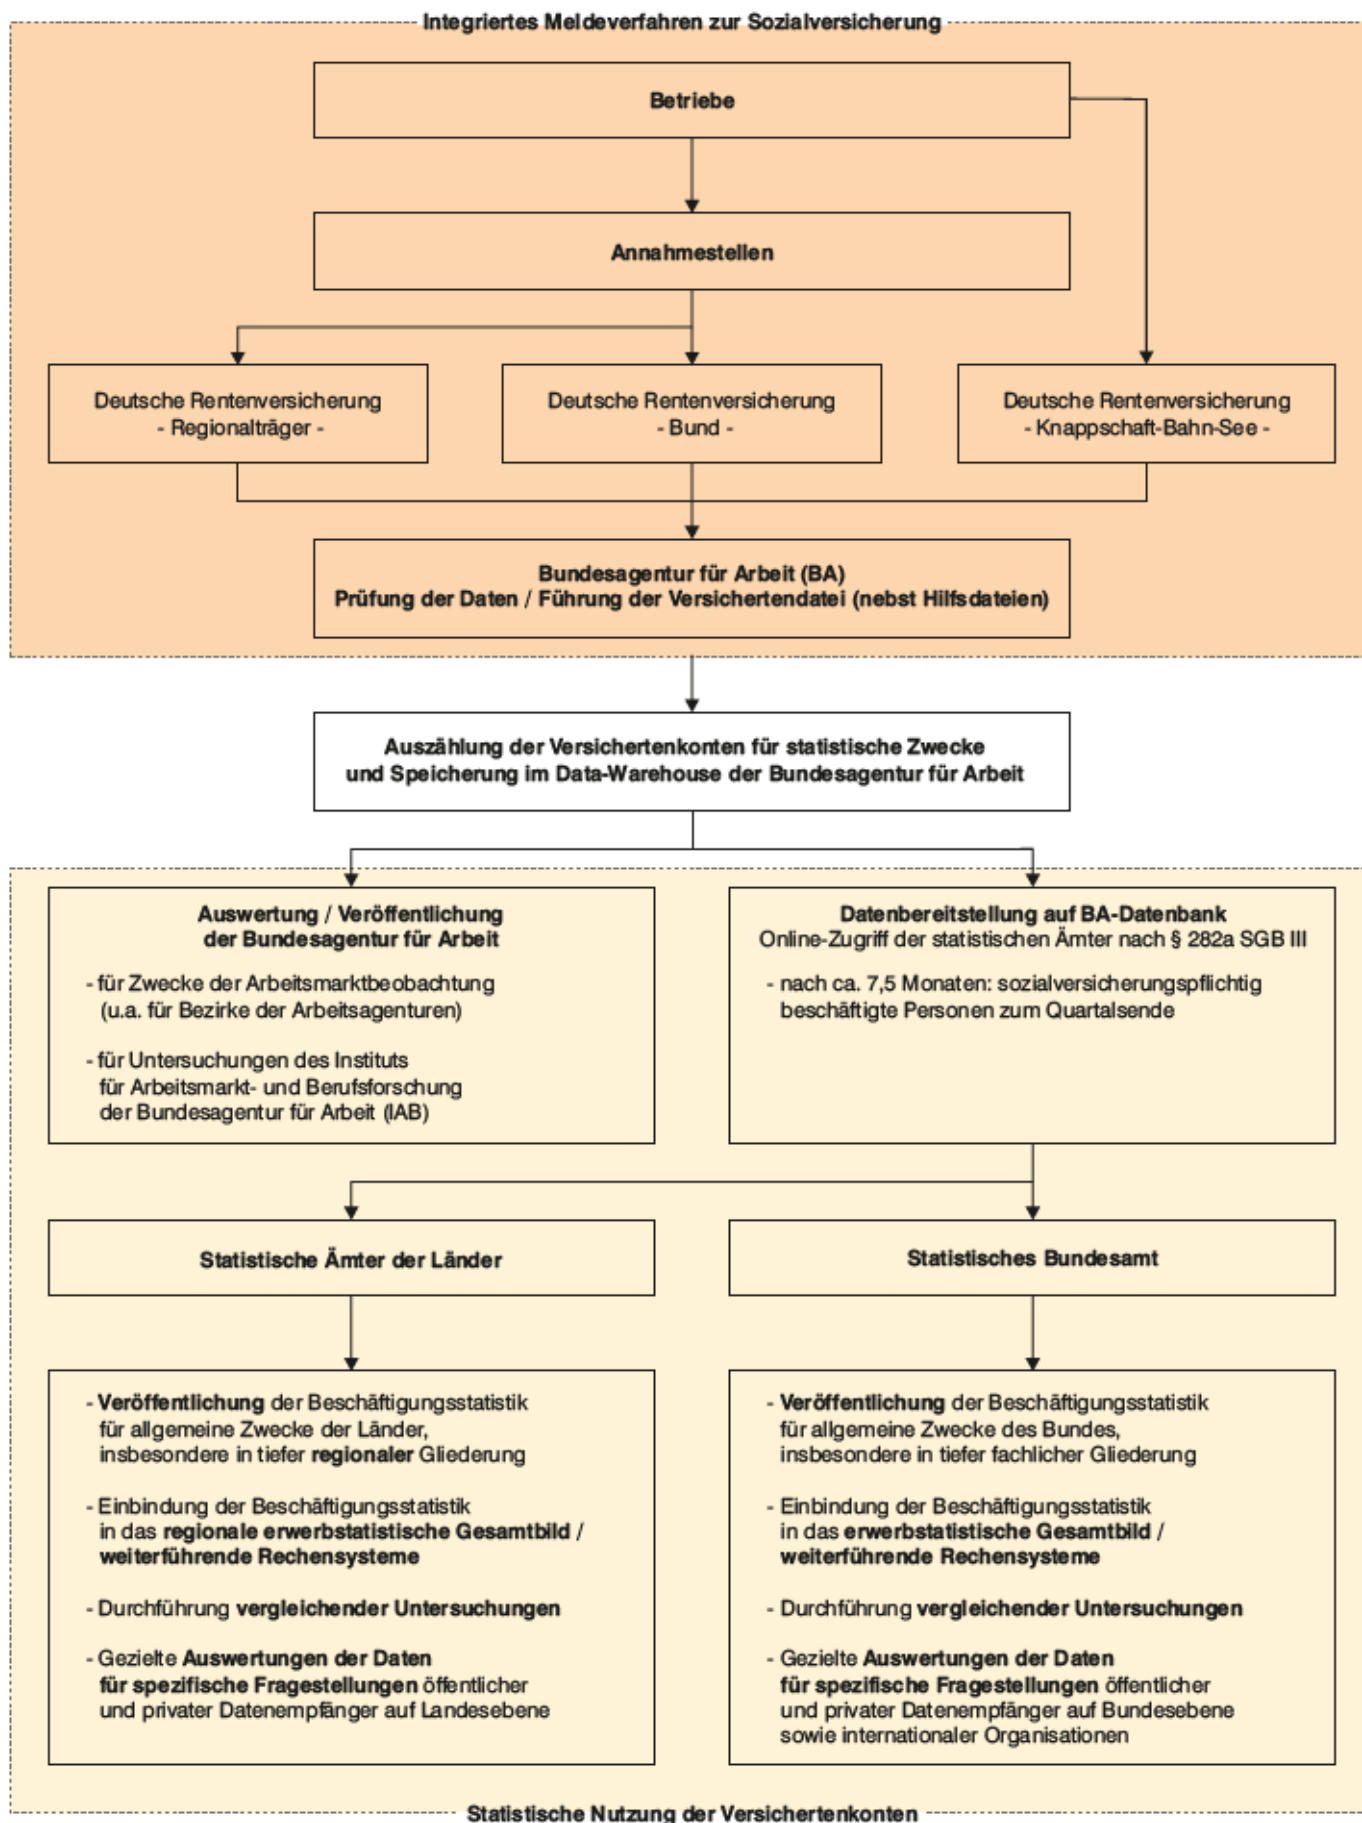 Integriertes Meldeverfahren zur Sozialversicherung
Betriebe
Annahmestellen
Deutsche Rentenversicherung
- Regionalträger -
Deutsche Rentenversicherung
- Bund -
Deutsche Rentenversicherung
- Knappschaft-Bahn-See -
Bundesagentur für Arbeit (BA)
Prüfung der Daten / Führung der Versichertendatei (nebst Hilfsdateien)
Auszählung der Versichertenkonten für statistische Zwecke
und Speicherung im Data-Warehouse der Bundesagentur für Arbeit
Auswertung / Veröffentlichung
der Bundesagentur für Arbeit
- für Zwecke der Arbeitsmarktbeobachtung
(u.a. für Bezirke der Arbeitsagenturen)
- für Untersuchungen des Instituts
für Arbeitsmarkt- und Berufsforschung
der Bundesagentur für Arbeit (IAB)
Datenbereitstellung auf BA-Datenbank
Online-Zugriff der statistischen Ämter nach § 282a SGB III
- nach ca. 7,5 Monaten: sozialversicherungspflichtig
beschäftigte Personen zum Quartalsende
Statistische Ämter der Länder
Statistisches Bundesamt
- Veröffentlichung der Beschäftigungsstatistik
für allgemeine Zwecke der Länder,
insbesondere in tiefer regionaler Gliederung
- Einbindung der Beschäftigungsstatistik
in das regionale erwerbstatistische Gesamtbild /
weiterführende Rechensysteme
- Durchführung vergleichender Untersuchungen
- Gezielte Auswertungen der Daten
für spezifische Fragestellungen öffentlicher
und privater Datenempfänger auf Landesebene
- Veröffentlichung der Beschäftigungsstatistik
für allgemeine Zwecke des Bundes,
insbesondere in tiefer fachlicher Gliederung
- Einbindung der Beschäftigungsstatistik
in das erwerbstatistische Gesamtbild /
weiterführende Rechensysteme
- Durchführung vergleichender Untersuchungen
- Gezielte Auswertungen der Daten
für spezifische Fragestellungen öffentlicher
und privater Datenempfänger auf Bundesebene
sowie internationaler Organisationen
Statistische Nutzung der Versichertenkonten